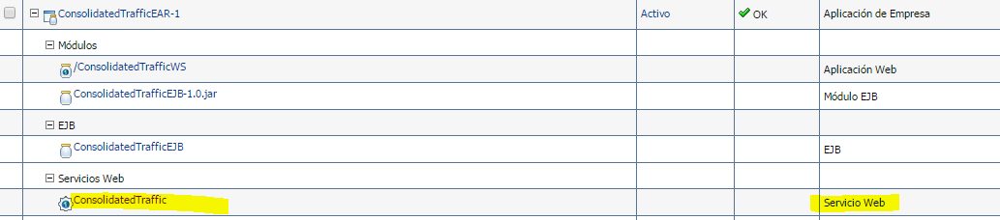 ConsolidatedTrafficEAR-1 Activo OK Aplicación de Empresa
Módulos
/ConsolidatedTrafficWS Aplicación Web
ConsolidatedTrafficEJB-1.0.jar Módulo EJB
EJB
ConsolidatedTrafficEJB EJB
Servicios Web
ConsolidatedTraffic Servicio Web